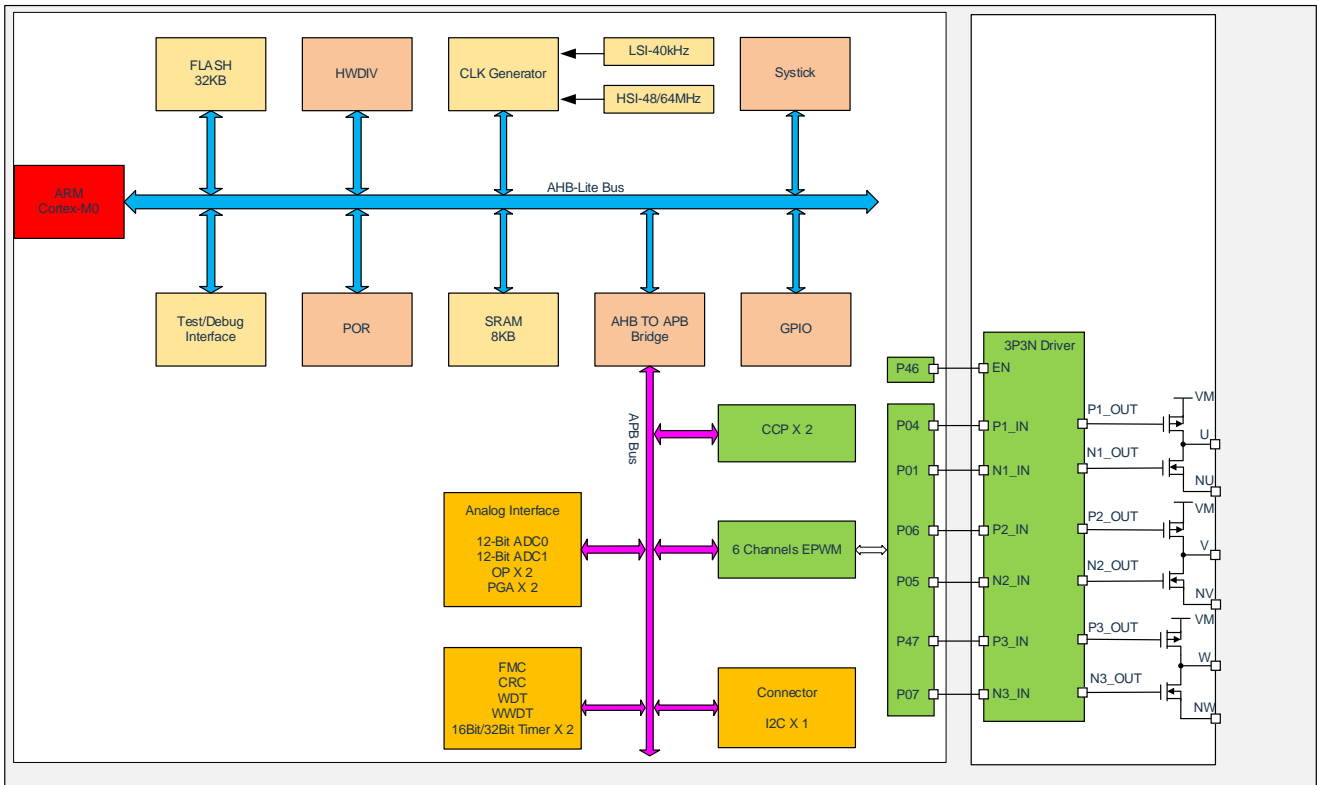 FLASH
32KB
HWDIV
CLK Generator
LSI-40kHz
HSI-48/64MHz
Systick
ARM
Cortex-M0
AHB-Lite Bus
Test/Debug
Interface
POR
SRAM
8KB
AHB TO APB
Bridge
GPIO
APB Bus
CCP X 2
Analog Interface
12-Bit ADC0
12-Bit ADC1
OP X 2
PGA X 2
6 Channels EPWM
FMC
CRC
WDT
WWDT
16Bit/32Bit Timer X 2
Connector
I2C X 1
P46
P04
P01
P06
P05
P47
P07
3P3N Driver
EN
P1_IN
N1_IN
P2_IN
N2_IN
P3_IN
N3_IN
P1_OUT
N1_OUT
P2_OUT
N2_OUT
P3_OUT
N3_OUT
VM
U
NU
VM
V
NV
VM
W
NW